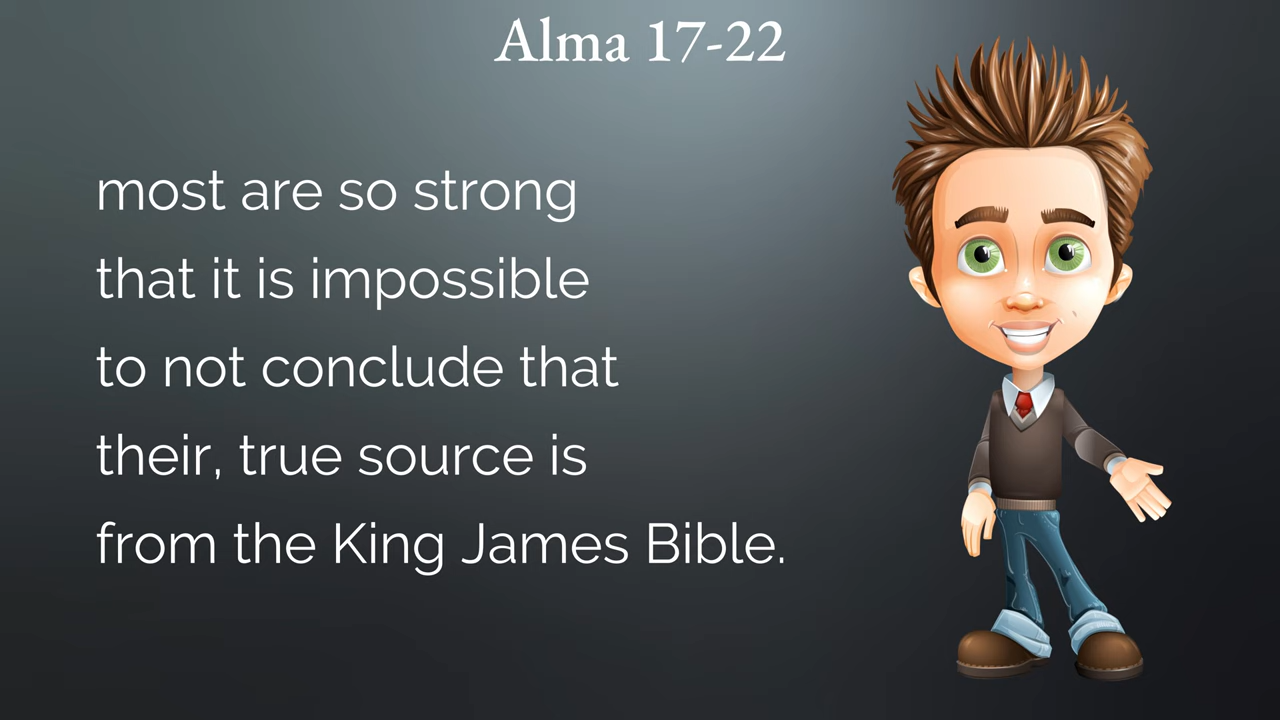 Alma 17-22
most are so strong
that it is impossible
to not conclude that
their, true source is
from the King James Bible.